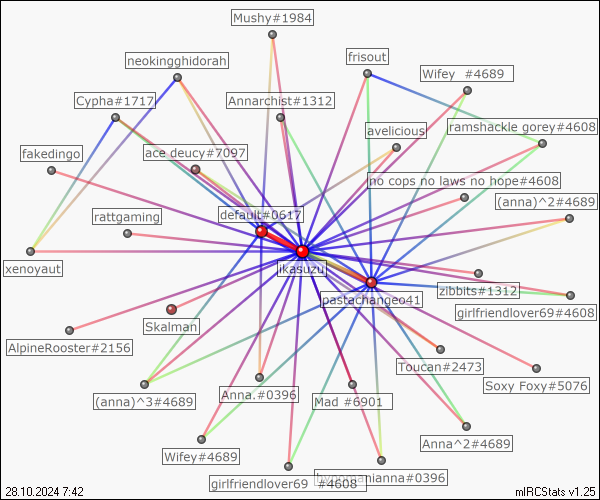 Mushy#1984
neokingghidorah
frisout
Wifey  #4689
Cypha#1717
Annarchist#1312
avelicious
ramshackle gorey#4608
fakedingo
ace deucy#7097
no cops no laws no hope#4608
(anna)^2#4689
rattgaming
default#0617
xenoyaut
ikasuzu
zibbits#1312
pastachangeo41
girlfriendlover69#4608
Skalman
AlpineRooster#2156
Toucan#2473
Soxy Foxy#5076
(anna)^3#4689
Anna.#0396
Mad #6901
Anna^2#4689
Wifey#4689
girlfriendlover69  #4608
hypomanianna#0396
28.10.2024 7:42
mIRCStats v1.25